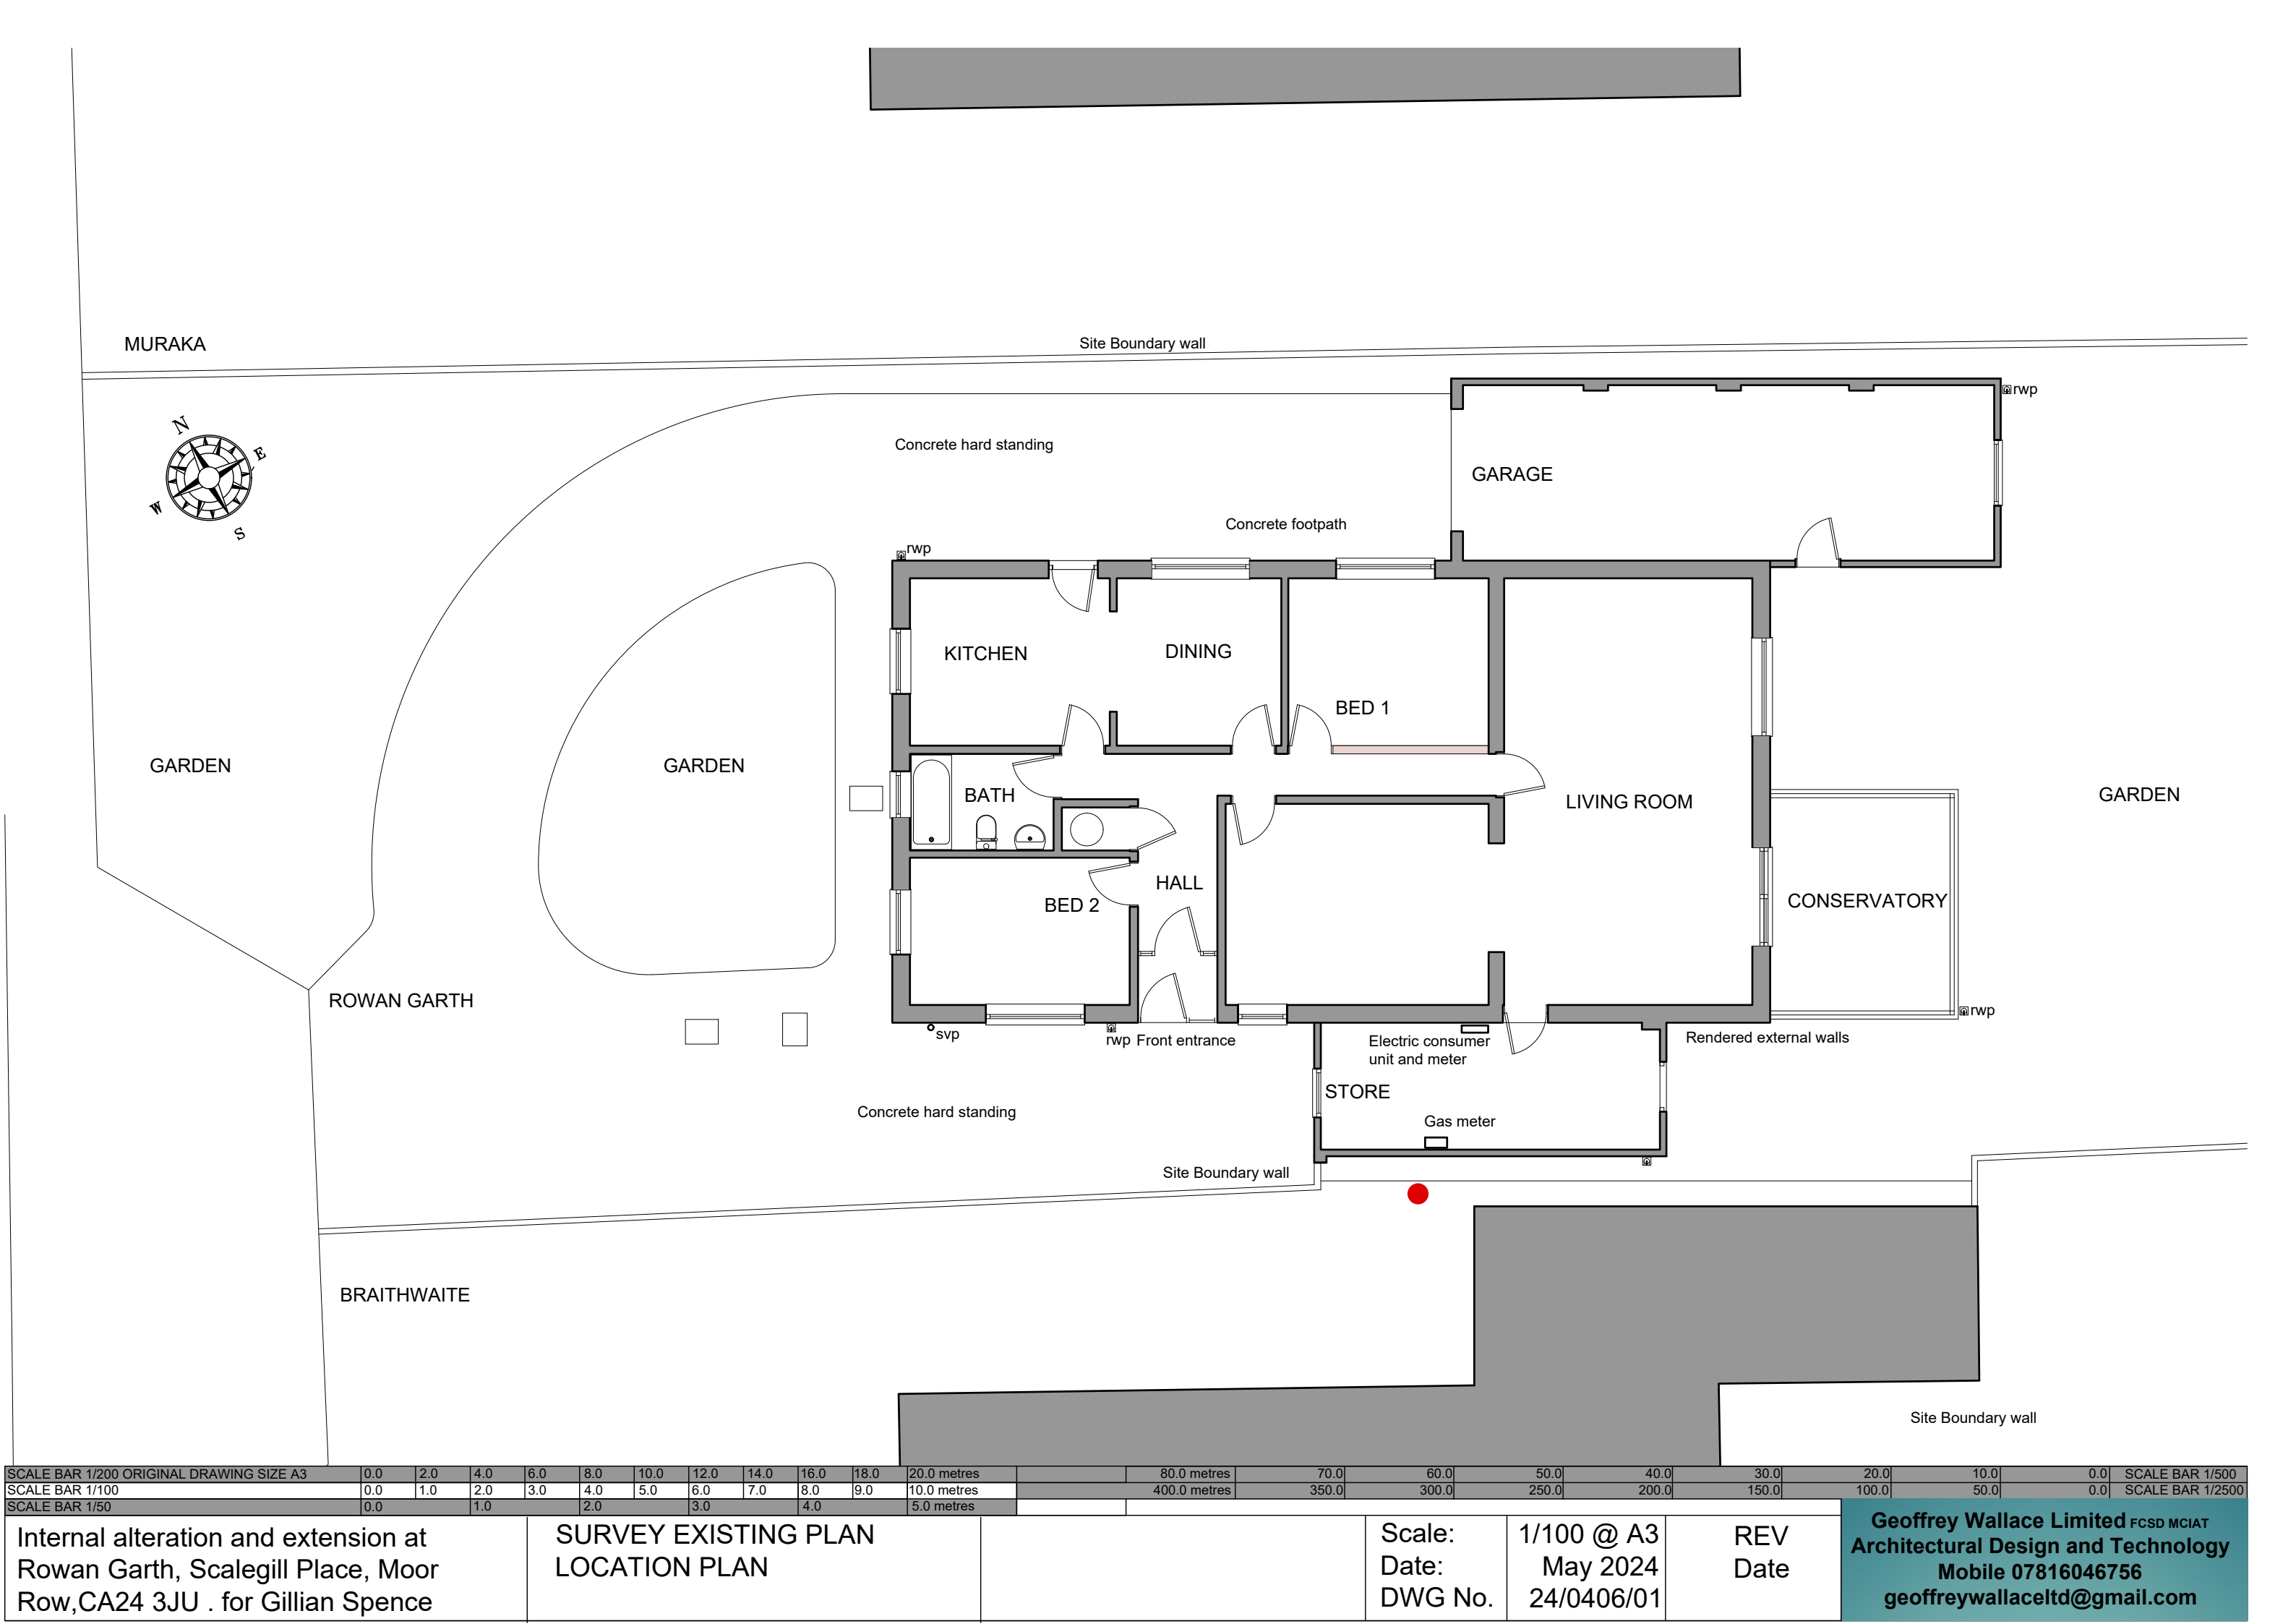 MURAKA
Site Boundary wall
rwp
N
E
W
S
Concrete hard standing
GARAGE
Concrete footpath
rwp
KITCHEN
DINING
BED 1
GARDEN
GARDEN
BATH
LIVING ROOM
GARDEN
HALL
BED 2
CONSERVATORY
ROWAN GARTH
rwp
svp
rwp
Front entrance
Electric consumer
unit and meter
Rendered external walls
STORE
Concrete hard standing
Gas meter
Site Boundary wall
BRAITHWAITE
Site Boundary wall
SCALE BAR 1/200 ORIGINAL DRAWING SIZE A3 0.0 2.0 4.0 6.0 8.0 10.0 12.0 14.0 16.0 18.0 20.0 metres 80.0 metres 70.0 60.0 50.0 40.0 30.0 20.0 10.0 0.0 SCALE BAR 1/500
SCALE BAR 1/100 0.0 1.0 2.0 3.0 4.0 5.0 6.0 7.0 8.0 9.0 10.0 metres 400.0 metres 350.0 300.0 250.0 200.0 150.0 100.0 50.0 0.0 SCALE BAR 1/2500
SCALE BAR 1/50 0.0 1.0 2.0 3.0 4.0 5.0 metres
Internal alteration and extension at
Rowan Garth, Scalegill Place, Moor
Row,CA24 3JU . for Gillian Spence
SURVEY EXISTING PLAN
LOCATION PLAN
Scale: 1/100 @ A3
Date: May 2024
DWG No. 24/0406/01
REV
Date
Geoffrey Wallace Limited FCSD MCIAT
Architectural Design and Technology
Mobile 07816046756
geoffreywallaceltd@gmail.com